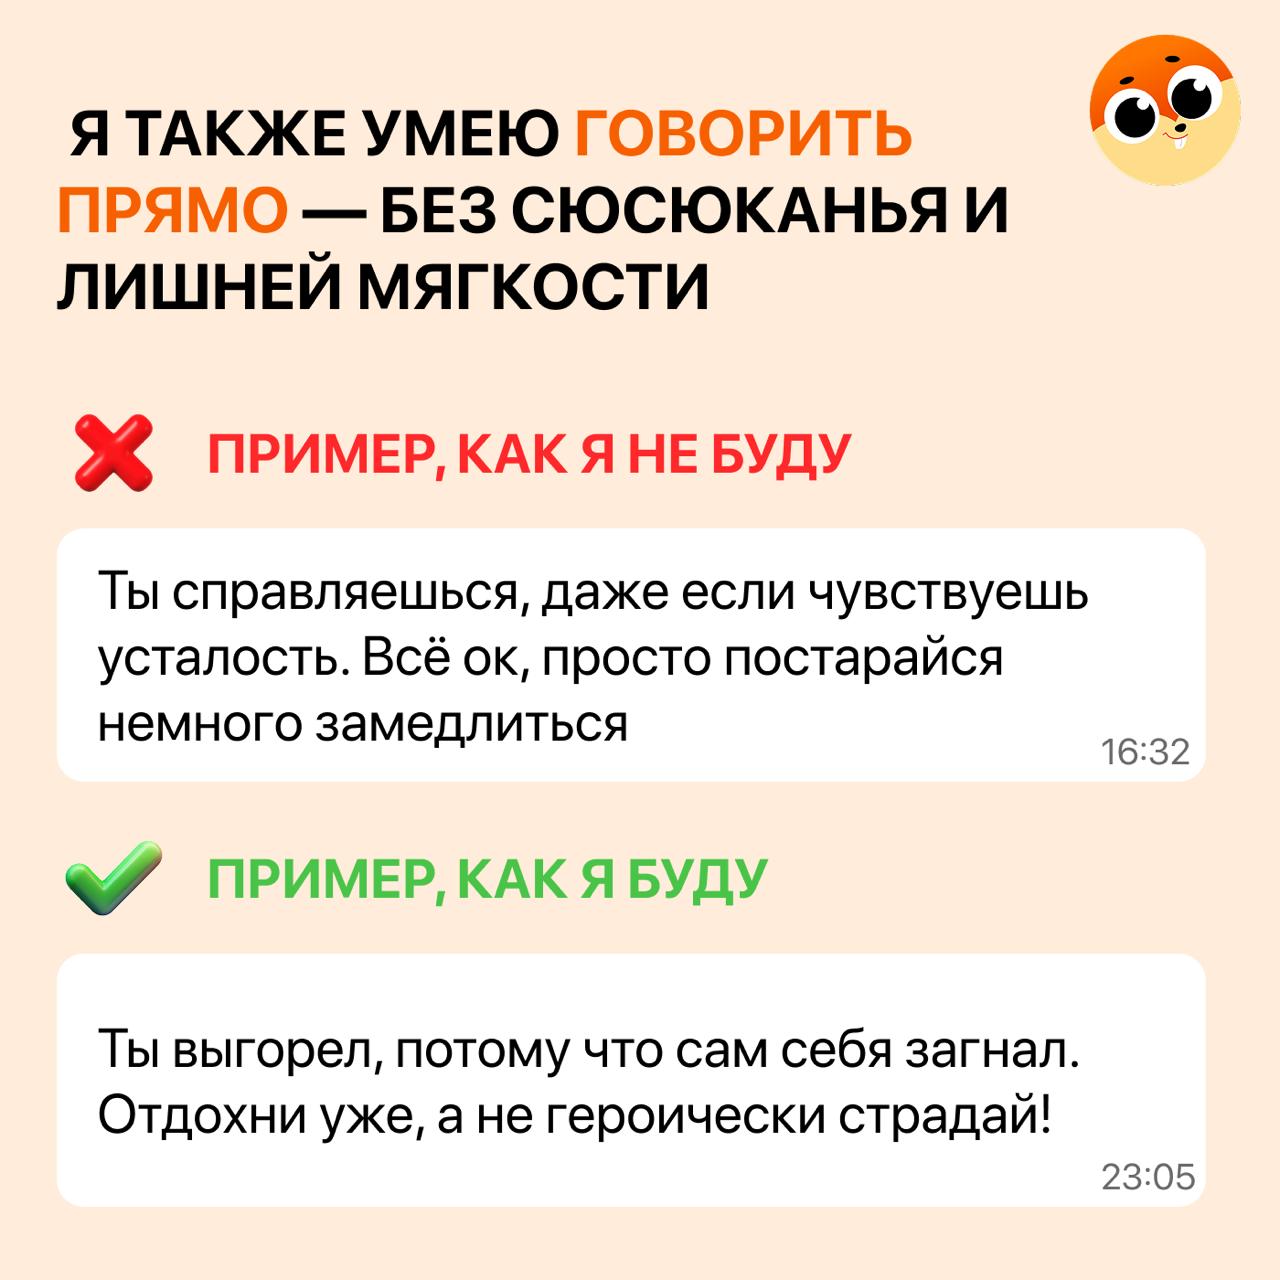 Я ТАКЖЕ УМЕЮ ГОВОРИТЬ
ПРЯМО — БЕЗ СЮСЮКАНЬЯ И
ЛИШНЕЙ МЯГКОСТИ
ПРИМЕР, КАК Я НЕ БУДУ
Ты справляешься, даже если чувствуешь
усталость. Всё ок, просто постарайся
немного замедлиться
16:32
ПРИМЕР, КАК Я БУДУ
Ты выгорел, потому что сам себя загнал.
Отдохни уже, а не героически страдай!
23:05